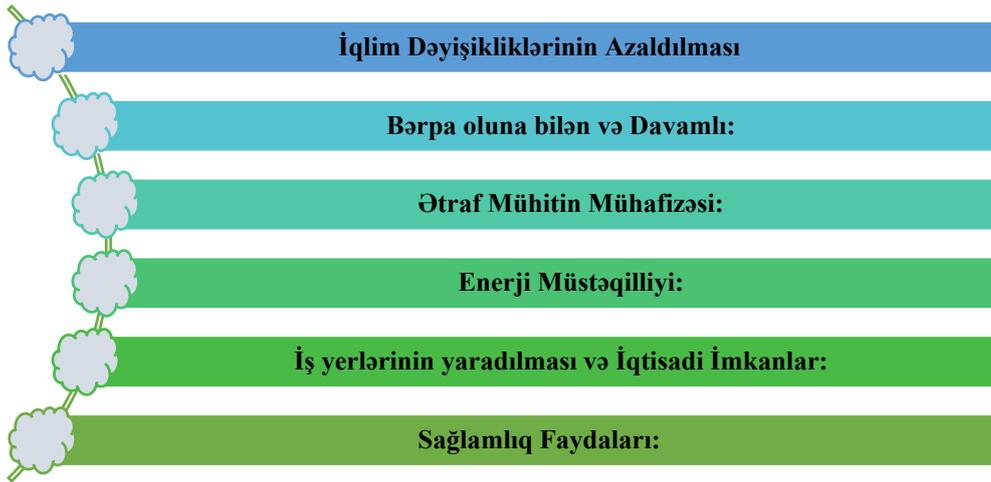 İqlim Dəyişikliklərinin Azaldılması
Bərpa oluna bilən və Davamlı:
Ətraf Mühitin Mühafizəsi:
Enerji Müstəqilliyi:
İş yerlərinin yaradılması və İqtisadi İmkanlar:
Sağlamlıq Faydaları: